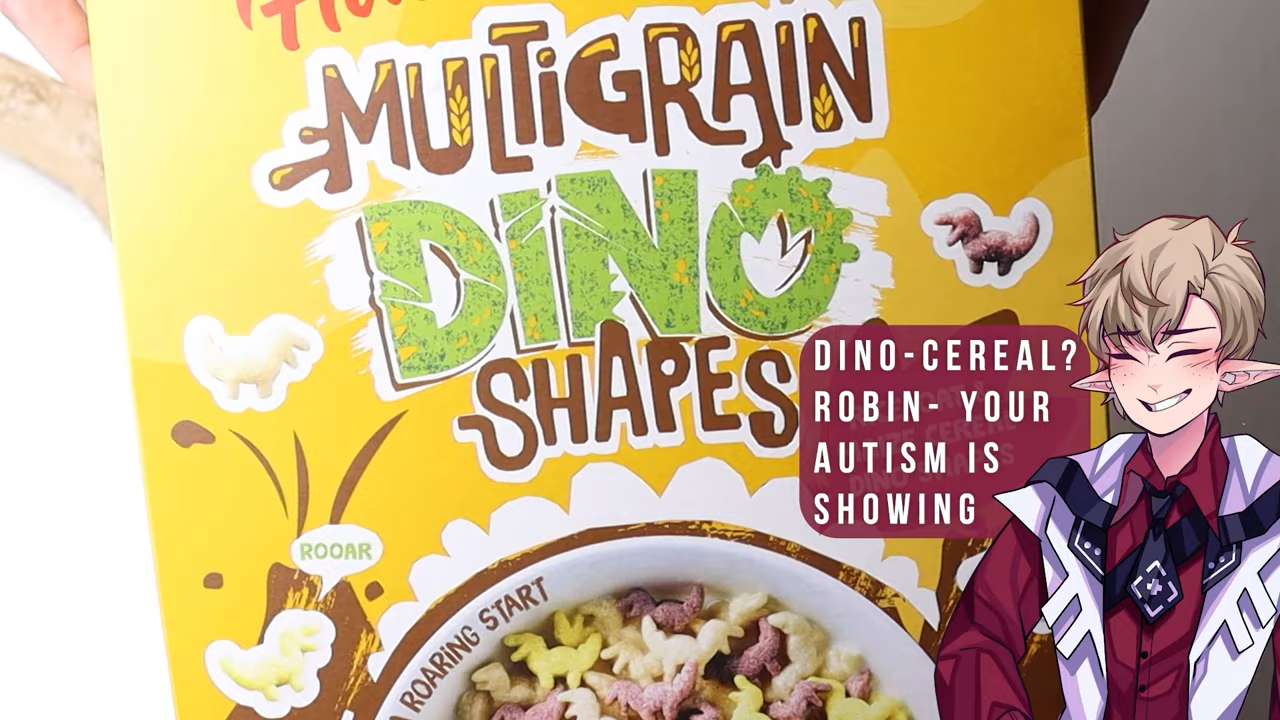 MULTIGRAIN
DINO
SHAPES
DINO-CEREAL?
ROBIN- YOUR
AUTISM IS
SHOWING
ROOAR
ROARING START